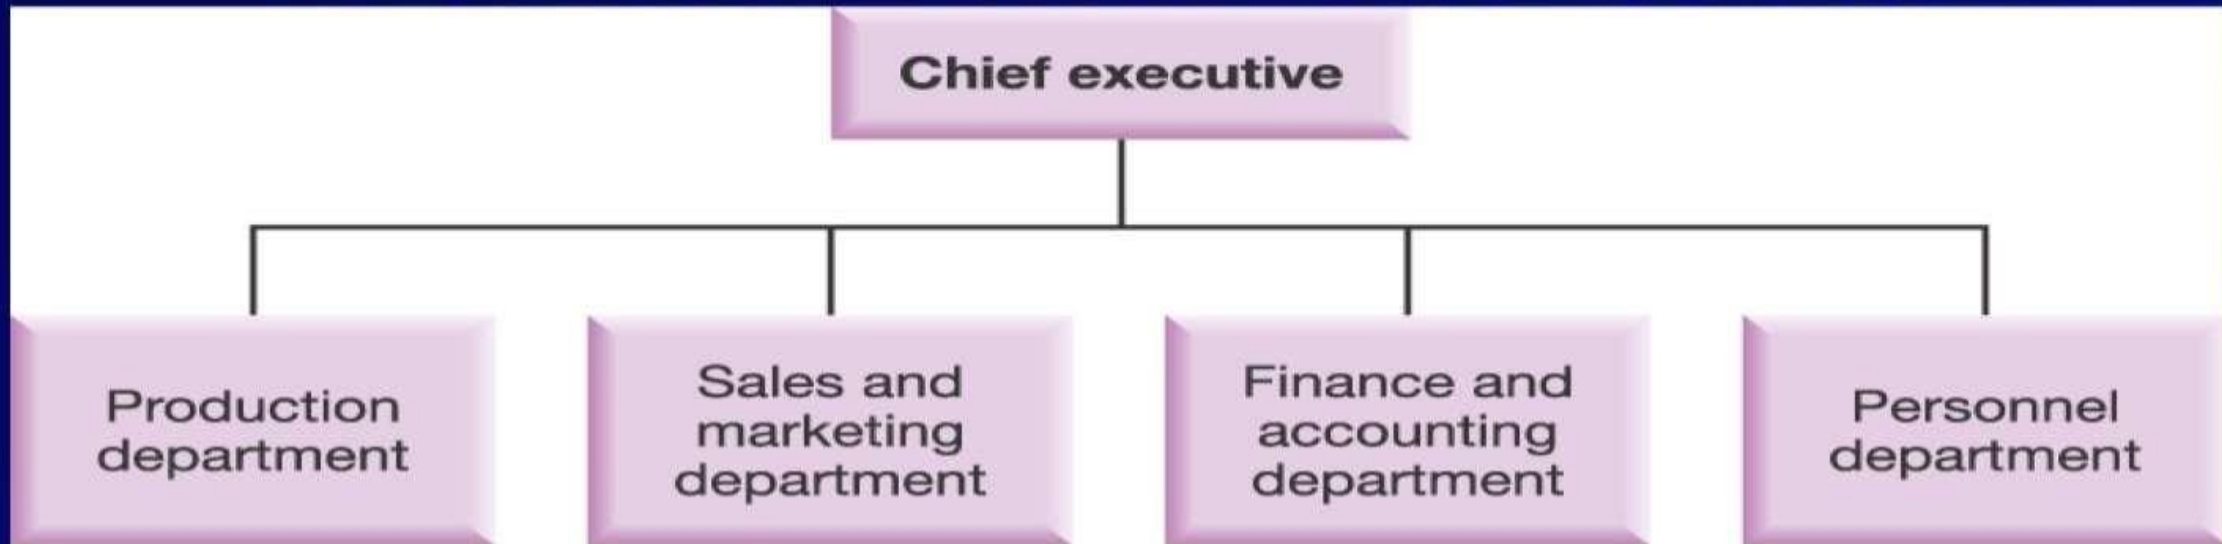 Chief executive
Production
department
Sales and
marketing
department
Finance and
accounting
department
Personnel
department